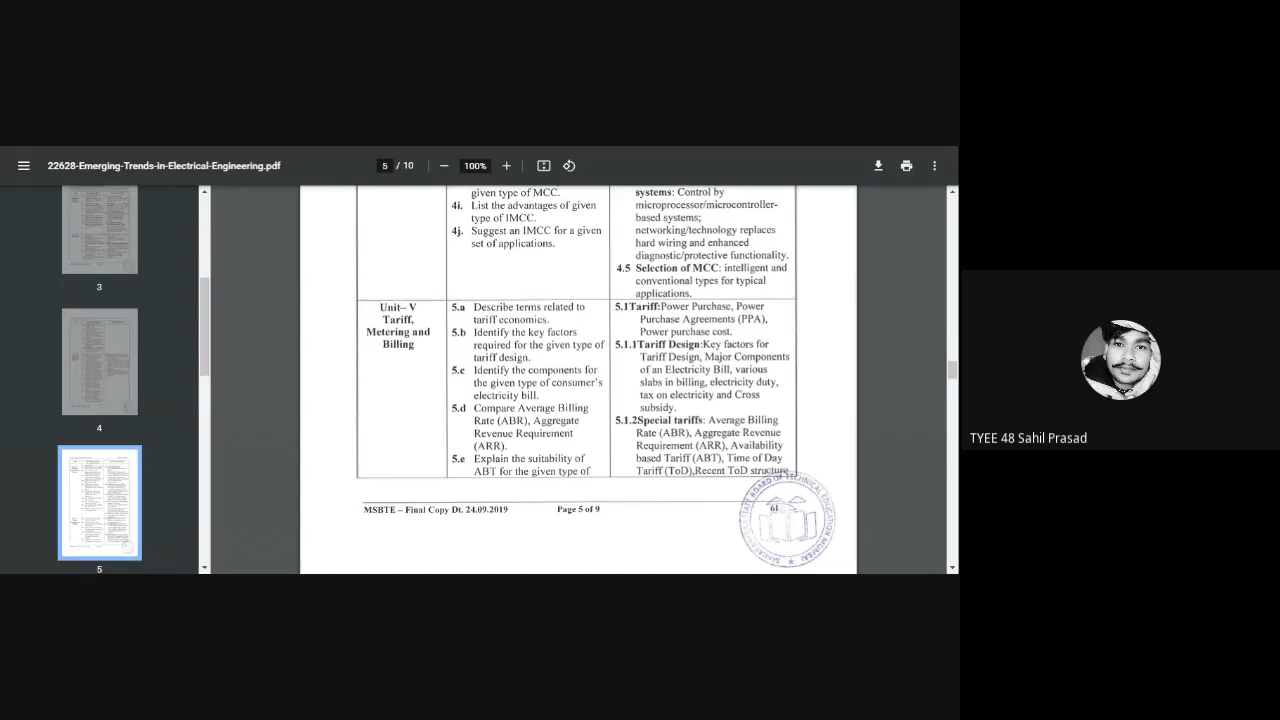 22628-Emerging-Trends-in-Electrical-Engineering.pdf
5 / 10
100%
3
4
5
given type of MCC.
4i. List the advantages of given
type of IMCC.
4j. Suggest an IMCC for a given
set of applications.
systems: Control by
microprocessor/microcontroller-
based systems;
networking/technology replaces
hard wiring and enhanced
diagnostic/protective functionality.
4.5 Selection of MCC: intelligent and
conventional types for typical
applications.
Unit– V
Tariff,
Metering and
Billing
5.a Describe terms related to
tariff economics.
5.b Identify the key factors
required for the given type of
tariff design.
5.c Identify the components for
the given type of consumer's
electricity bill.
5.d Compare Average Billing
Rate (ABR), Aggregate
Revenue Requirement
(ARR).
5.e Explain the suitability of
ABT for the given type of
5.1Tariff:Power Purchase, Power
Purchase Agreements (PPA),
Power purchase cost.
5.1.1Tariff Design:Key factors for
Tariff Design, Major Components
of an Electricity Bill, various
slabs in billing, electricity duty,
tax on electricity and Cross
subsidy.
5.1.2Special tariffs: Average Billing
Rate (ABR), Aggregate Revenue
Requirement (ARR), Availability
based Tariff (ABT), Time of Day
Tariff (ToD),Recent ToD structure
MSBTE – Final Copy Dt. 24.09.2019
Page 5 of 9
61
TYEE 48 Sahil Prasad